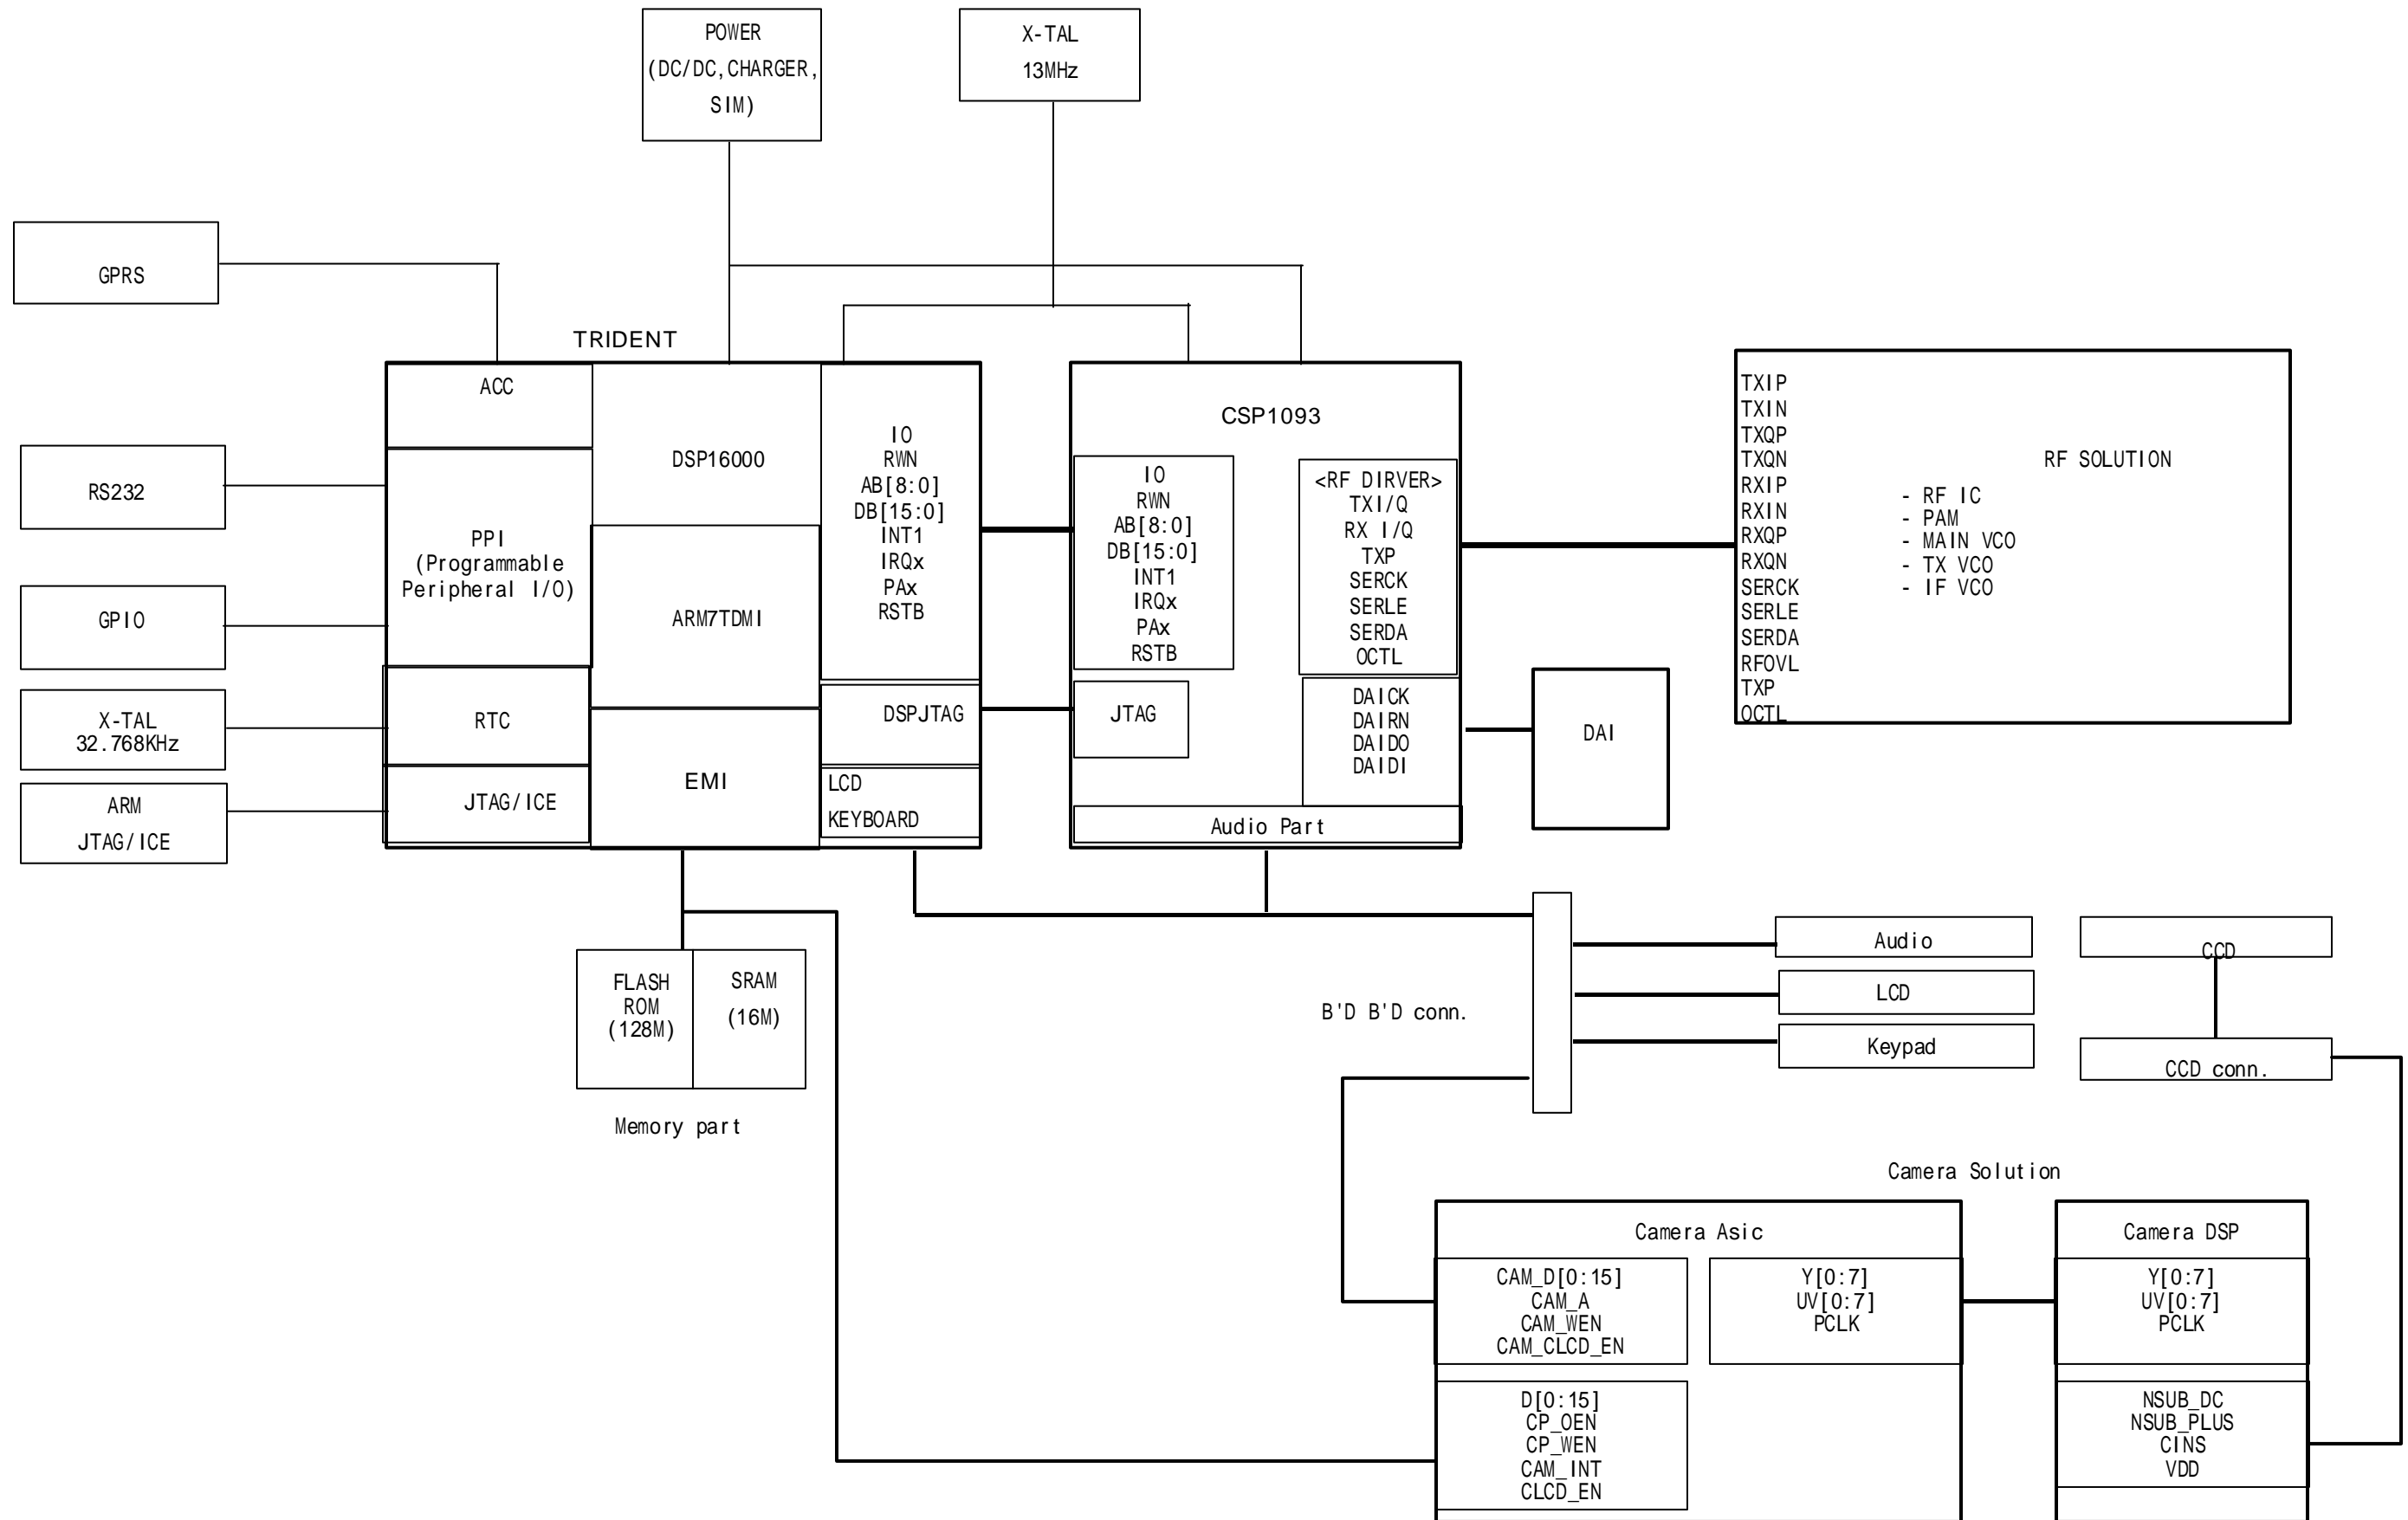 POWER
(DC/DC,CHARGER,
SIM)
X-TAL
13MHz
GPRS
TRIDENT
ACC
DSP16000
IO
RWN
AB[8:0]
DB[15:0]
INT1
IRQx
PAx
RSTB
RS232
PPI
(Programmable
Peripheral I/O)
GPIO
ARM7TDMI
X-TAL
32.768KHz
RTC
DSPJTAG
ARM
JTAG/ICE
JTAG/ICE
EMI
LCD
KEYBOARD
CSP1093
IO
RWN
AB[8:0]
DB[15:0]
INT1
IRQx
PAx
RSTB
<RF DIRVER>
TXI/Q
RX I/Q
TXP
SERCK
SERLE
SERDA
OCTL
JTAG
DAICK
DAIRN
DAIDO
DAIDI
Audio Part
DAI
TXIP
TXIN
TXQP
TXQN
RXIP
RXIN
RXQP
RXQN
SERCK
SERLE
SERDA
RFOVL
TXP
OCTL
RF SOLUTION
- RF IC
- PAM
- MAIN VCO
- TX VCO
- IF VCO
FLASH
ROM
(128M)
SRAM
(16M)
Memory part
B'D B'D conn.
Audio
LCD
Keypad
CCD
CCD conn.
Camera Solution
Camera Asic
CAM_D[0:15]
CAM_A
CAM_WEN
CAM_CLCD_EN
Y[0:7]
UV[0:7]
PCLK
D[0:15]
CP_OEN
CP_WEN
CAM_INT
CLCD_EN
Camera DSP
Y[0:7]
UV[0:7]
PCLK
NSUB_DC
NSUB_PLUS
CINS
VDD